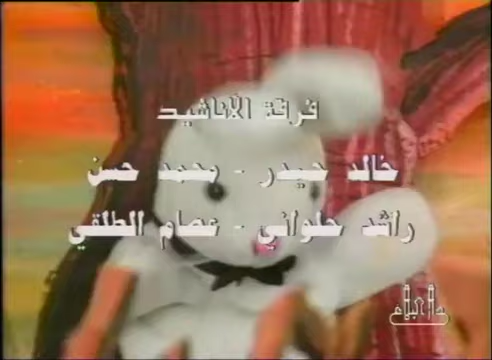 فرقة الأناشيد
خالد حيدر - محمد حسن
راشد حلواني - عصام الطلقي